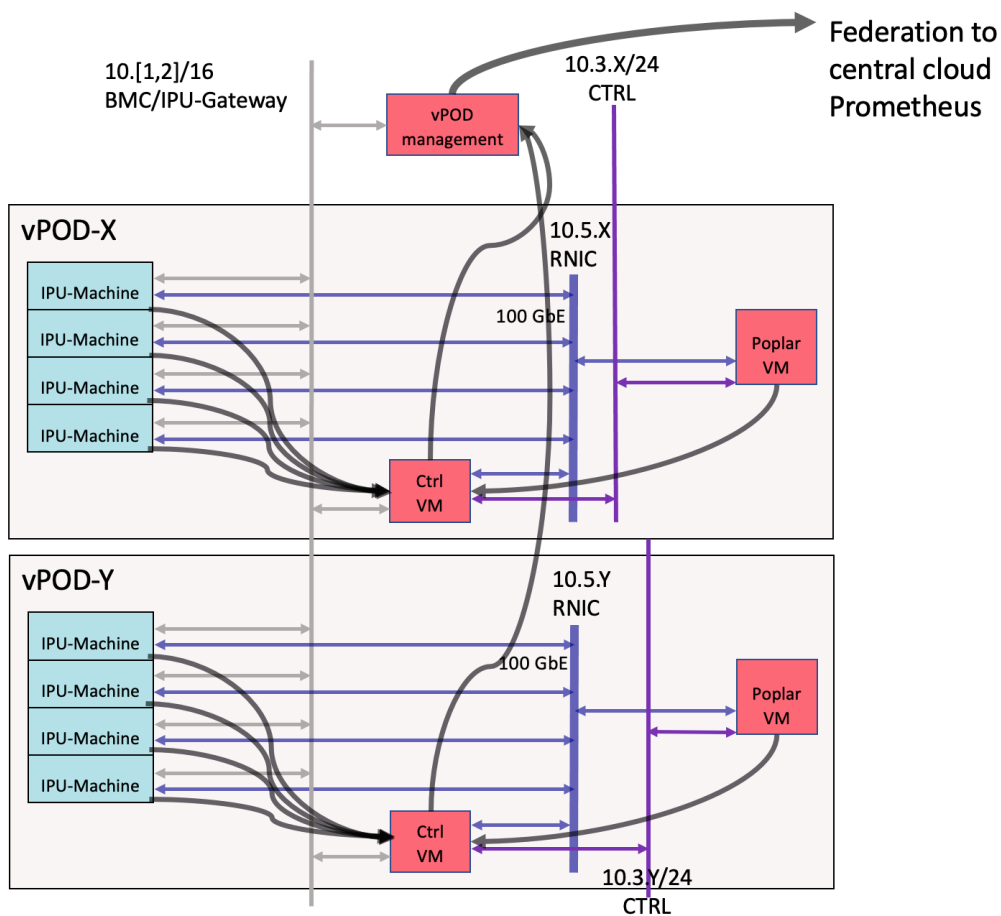 Federation to
central cloud
Prometheus
10.[1,2]/16
BMC/IPU-Gateway
vPOD
management
10.3.X/24
CTRL
vPOD-X
10.5.X
RNIC
IPU-Machine
IPU-Machine
IPU-Machine
IPU-Machine
100 GbE
Poplar
VM
Ctrl
VM
vPOD-Y
10.5.Y
RNIC
IPU-Machine
IPU-Machine
IPU-Machine
IPU-Machine
100 GbE
Poplar
VM
Ctrl
VM
10.3.Y/24
CTRL